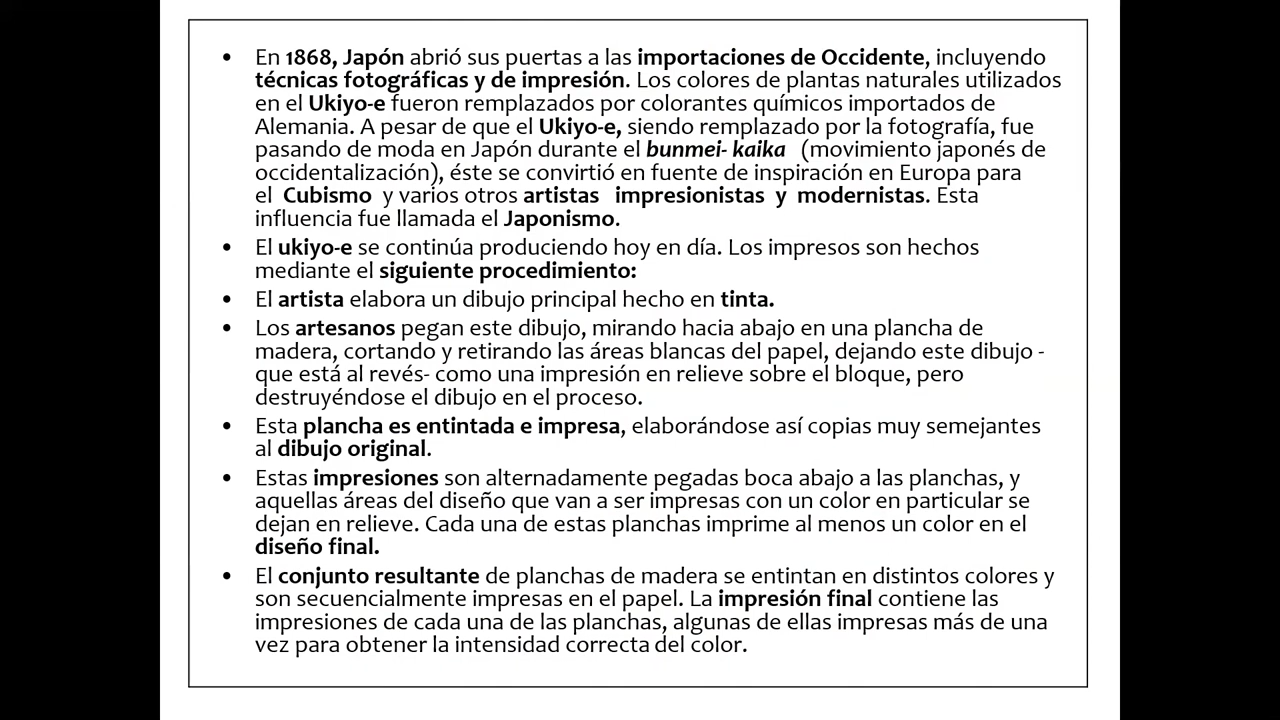 • En 1868, Japón abrió sus puertas a las importaciones de Occidente, incluyendo
técnicas fotográficas y de impresión. Los colores de plantas naturales utilizados
en el Ukiyo-e fueron remplazados por colorantes químicos importados de
Alemania. A pesar de que el Ukiyo-e, siendo remplazado por la fotografía, fue
pasando de moda en Japón durante el bunmei- kaika (movimiento japonés de
occidentalización), éste se convirtió en fuente de inspiración en Europa para
el Cubismo y varios otros artistas impresionistas y modernistas. Esta
influencia fue llamada el Japonismo.
• El ukiyo-e se continúa produciendo hoy en día. Los impresos son hechos
mediante el siguiente procedimiento:
• El artista elabora un dibujo principal hecho en tinta.
• Los artesanos pegan este dibujo, mirando hacia abajo en una plancha de
madera, cortando y retirando las áreas blancas del papel, dejando este dibujo -
que está al revés- como una impresión en relieve sobre el bloque, pero
destruyéndose el dibujo en el proceso.
• Esta plancha es entintada e impresa, elaborándose así copias muy semejantes
al dibujo original.
• Estas impresiones son alternadamente pegadas boca abajo a las planchas, y
aquellas áreas del diseño que van a ser impresas con un color en particular se
dejan en relieve. Cada una de estas planchas imprime al menos un color en el
diseño final.
• El conjunto resultante de planchas de madera se entintan en distintos colores y
son secuencialmente impresas en el papel. La impresión final contiene las
impresiones de cada una de las planchas, algunas de ellas impresas más de una
vez para obtener la intensidad correcta del color.